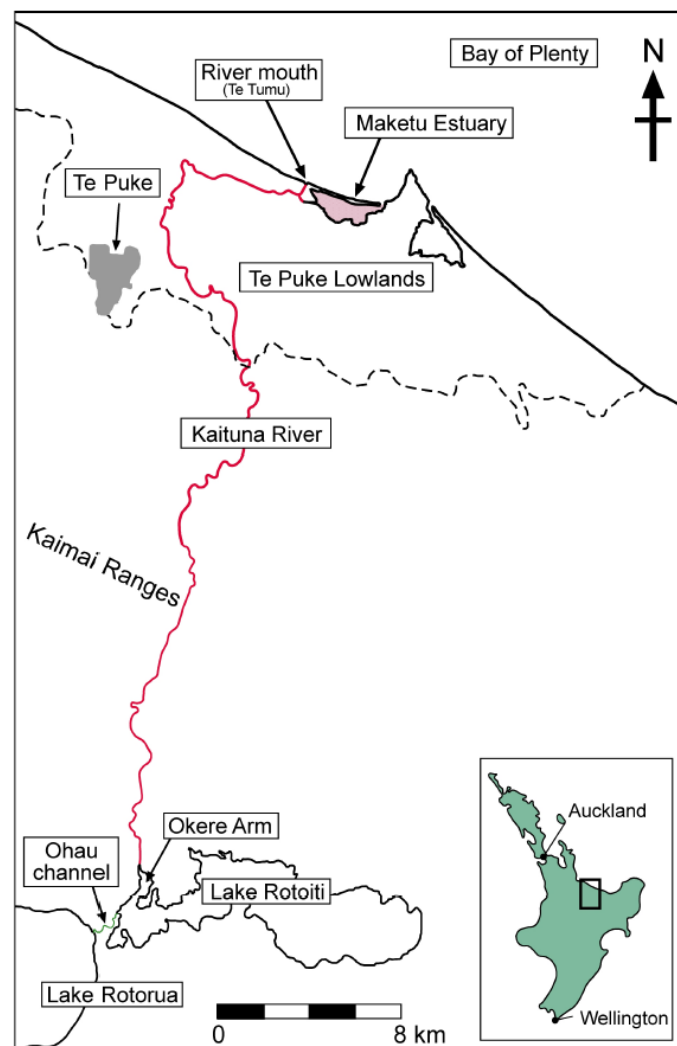 Bay of Plenty
N
River mouth
(Te Tumu)
Maketu Estuary
Te Puke
Te Puke Lowlands
Kaituna River
Kaimai Ranges
Okere Arm
Ohau
channel
Lake Rotoiti
Lake Rotorua
0 8 km
Auckland
Wellington